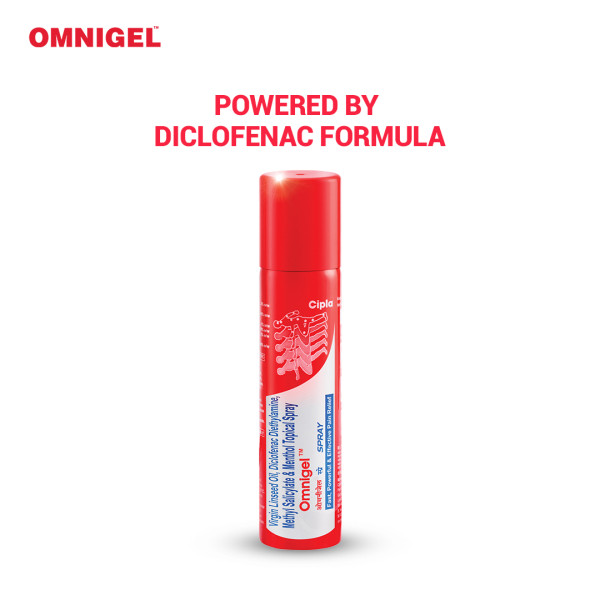 OMNIGEL™
POWERED BY
DICLOFENAC FORMULA
Cipla
Virgin Linseed Oil, Diclofenac Diethylamine,
Methyl Salicylate & Menthol Topical Spray
Omnigel™
ओमनीजेल स्प्रे SPRAY
Fast, Powerful & Effective Pain Relief